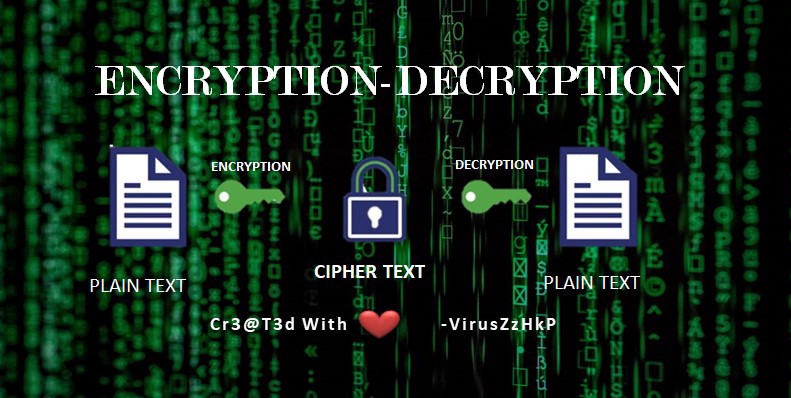 ENCRYPTION-DECRYPTION
ENCRYPTION
DECRYPTION
CIPHER TEXT
PLAIN TEXT
PLAIN TEXT
Cr3@T3d With ❤ -VirusZzHkP